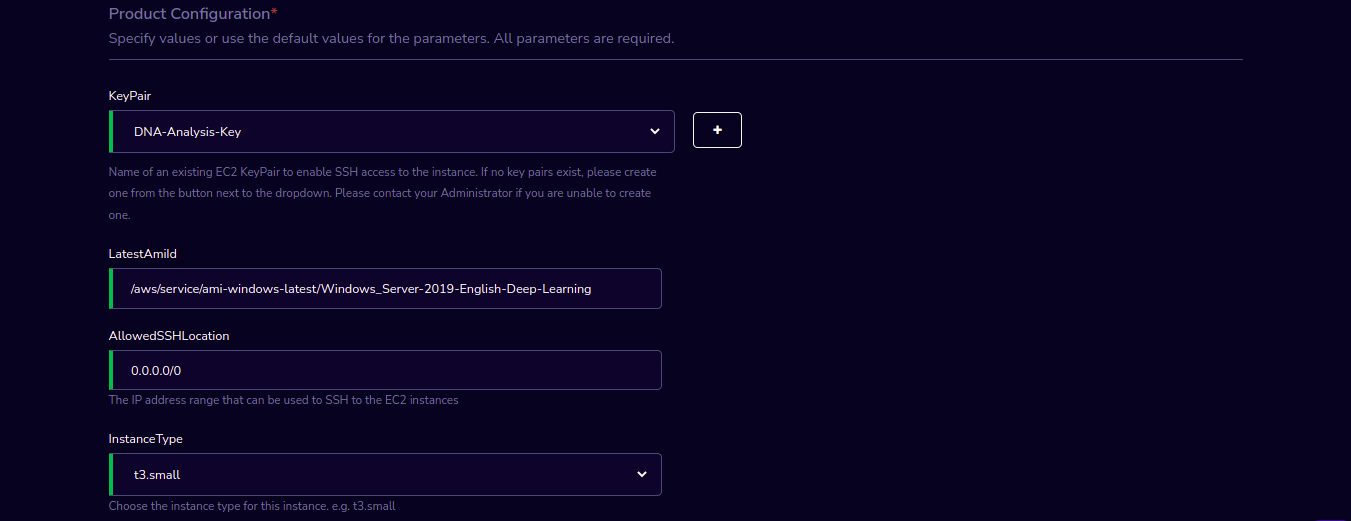 Product Configuration*
Specify values or use the default values for the parameters. All parameters are required.
KeyPair
DNA-Analysis-Key
+
Name of an existing EC2 KeyPair to enable SSH access to the instance. If no key pairs exist, please create
one from the button next to the dropdown. Please contact your Administrator if you are unable to create
one.
LatestAmiId
/aws/service/ami-windows-latest/Windows_Server-2019-English-Deep-Learning
AllowedSSHLocation
0.0.0.0/0
The IP address range that can be used to SSH to the EC2 instances
InstanceType
t3.small
Choose the instance type for this instance. e.g. t3.small